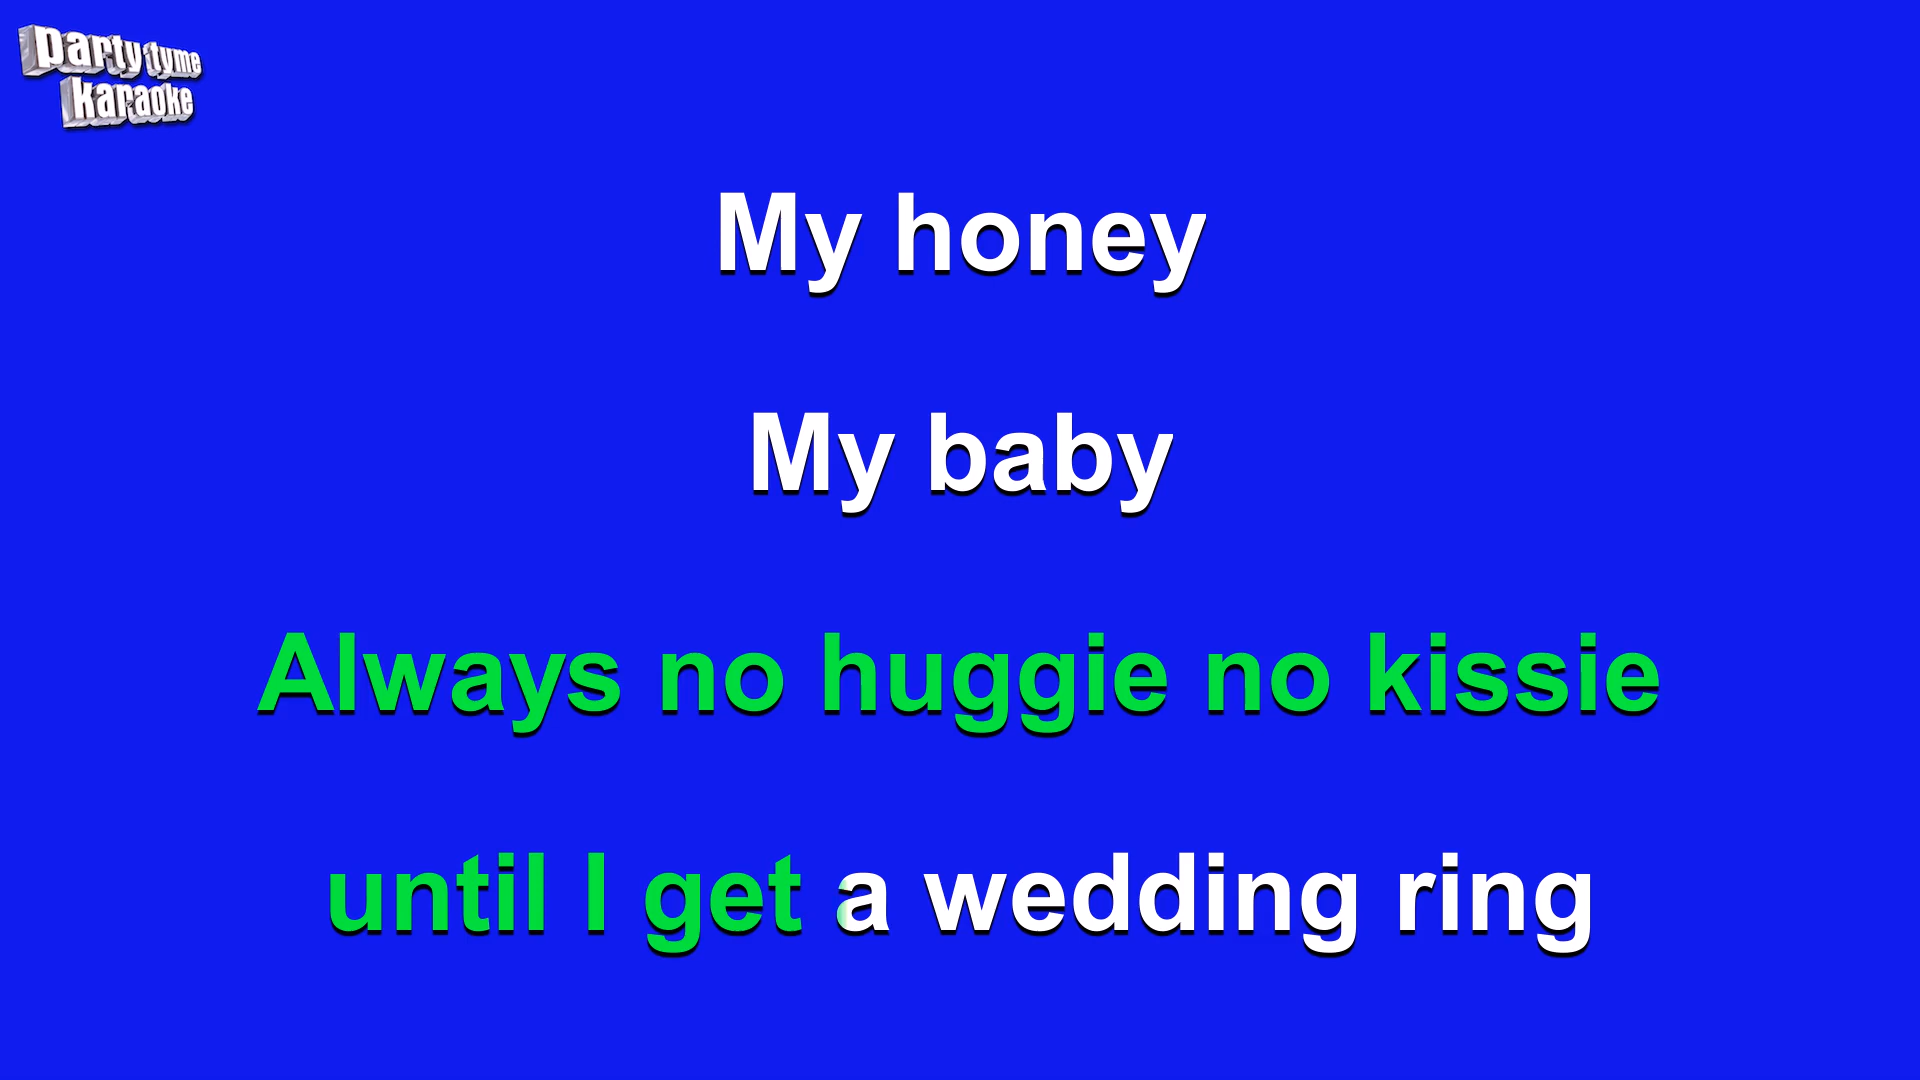 party tyme
karaoke
My honey
My baby
Always no huggie no kissie
until I get a wedding ring